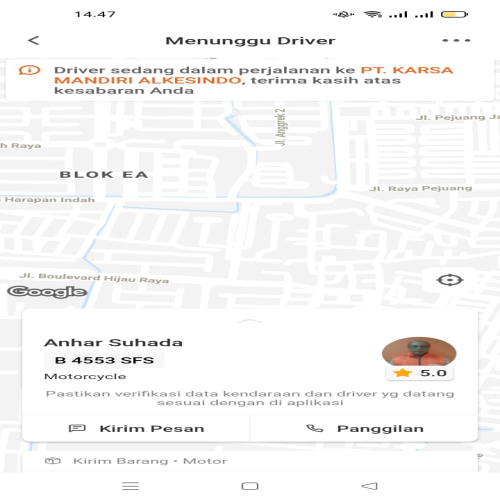 14.47
Menunggu Driver
Driver sedang dalam perjalanan ke PT. KARSA
MANDIRI ALKESINDO, terima kasih atas
kesabaran Anda
Jl. Anggrek 2
Jl. Pejuang Ja
h Raya
BLOK EA
Jl. Raya Pejuang
Harapan Indah
Jl. Boulevard Hijau Raya
Google
Anhar Suhada
B 4553 SFS
5.0
Motorcycle
Pastikan verifikasi data kendaraan dan driver yg datang
sesuai dengan di aplikasi
Kirim Pesan
Panggilan
Kirim Barang • Motor